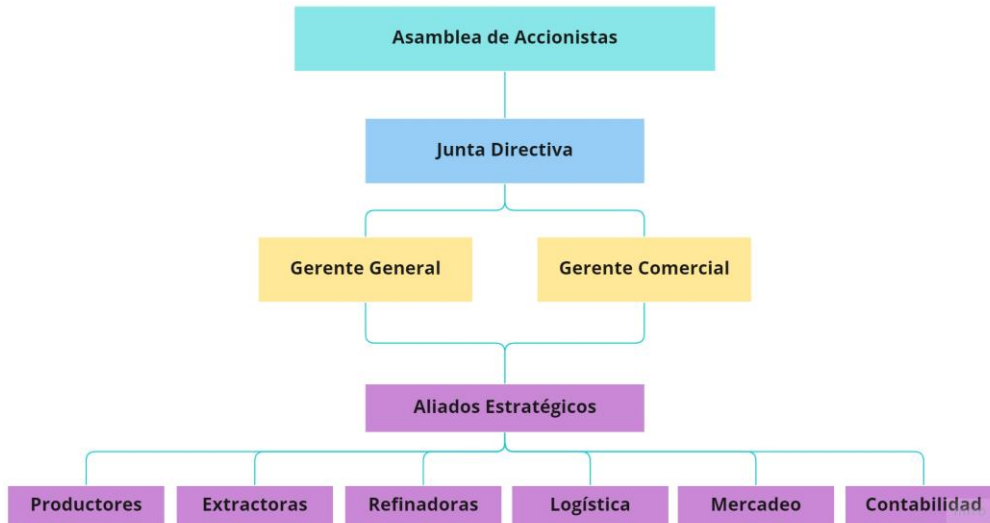 Asamblea de Accionistas
Junta Directiva
Gerente General
Gerente Comercial
Aliados Estratégicos
Productores
Extractoras
Refinadoras
Logística
Mercadeo
Contabilidad